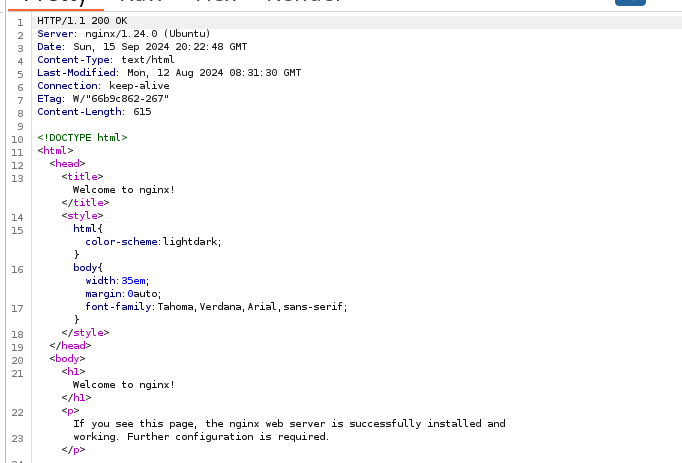 1 HTTP/1.1 200 OK
2 Server: nginx/1.24.0 (Ubuntu)
3 Date: Sun, 15 Sep 2024 20:22:48 GMT
4 Content-Type: text/html
5 Last-Modified: Mon, 12 Aug 2024 08:31:30 GMT
6 Connection: keep-alive
7 ETag: W/"66b9c862-267"
8 Content-Length: 615
9
10 <!DOCTYPE html>
11 <html>
12 <head>
13 <title>
Welcome to nginx!
</title>
14 <style>
15 html{
color-scheme:lightdark;
}
16 body{
width:35em;
margin:0auto;
17 font-family:Tahoma,Verdana,Arial,sans-serif;
}
18 </style>
19 </head>
20 <body>
21 <h1>
Welcome to nginx!
</h1>
22 <p>
If you see this page, the nginx web server is successfully installed and
23 working. Further configuration is required.
</p>